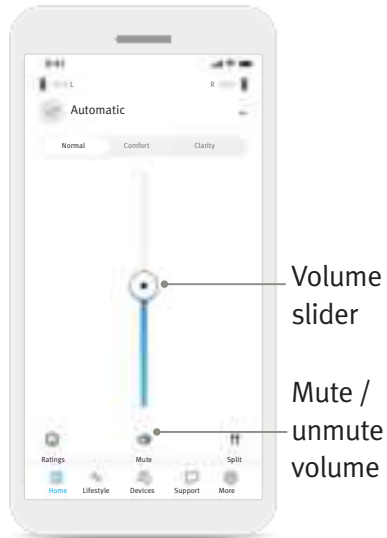 L R
Automatic
Normal Comfort Clarity
Volume
slider
Mute /
unmute
volume
Ratings Mute Split
Home Lifestyle Devices Support More